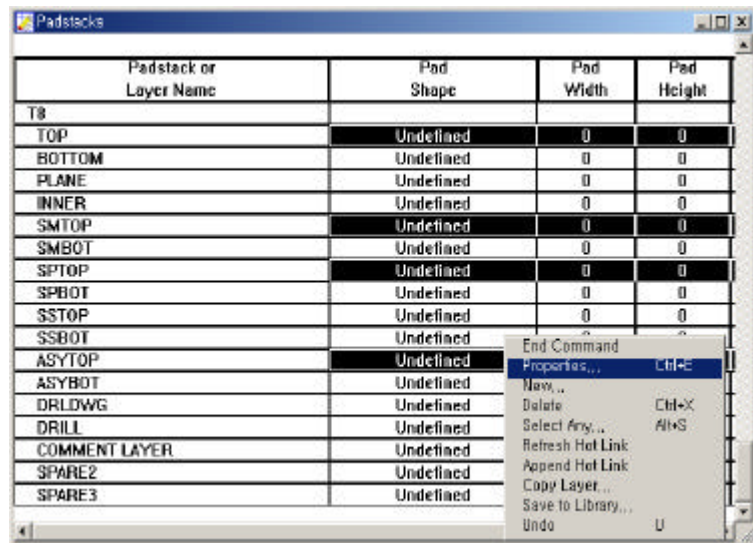 Padstacks
Padstack or Layer Name Pad Shape Pad Width Pad Height
T8
TOP Undefined 0 0
BOTTOM Undefined 0 0
PLANE Undefined 0 0
INNER Undefined 0 0
SMTOP Undefined 0 0
SMBOT Undefined 0 0
SPTOP Undefined 0 0
SPBOT Undefined 0 0
SSTOP Undefined 0 0
SSBOT Undefined
ASYTOP Undefined
ASYBOT Undefined
DRLDWG Undefined
DRILL Undefined
COMMENT LAYER Undefined
SPARE2 Undefined
SPARE3 Undefined
End Command
Properties... Ctrl+E
New...
Delete Ctrl+X
Select Any... Alt+S
Refresh Hot Link
Append Hot Link
Copy Layer...
Save to Library...
Undo U